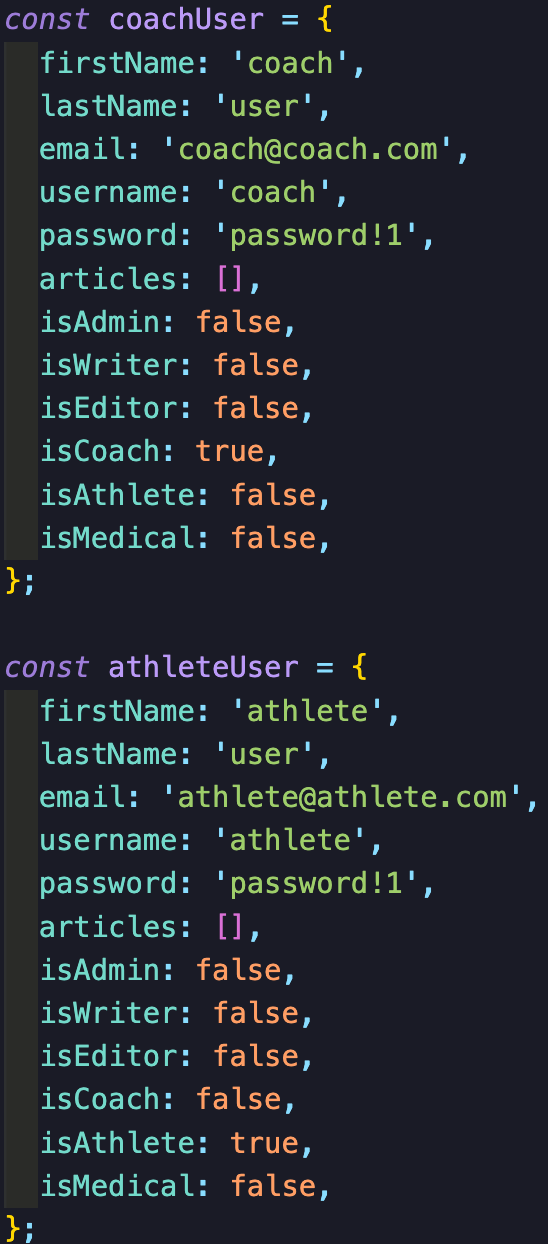 const coachUser = {
firstName: 'coach',
lastName: 'user',
email: 'coach@coach.com',
username: 'coach',
password: 'password!1',
articles: [],
isAdmin: false,
isWriter: false,
isEditor: false,
isCoach: true,
isAthlete: false,
isMedical: false,
};
const athleteUser = {
firstName: 'athlete',
lastName: 'user',
email: 'athlete@athlete.com',
username: 'athlete',
password: 'password!1',
articles: [],
isAdmin: false,
isWriter: false,
isEditor: false,
isCoach: false,
isAthlete: true,
isMedical: false,
};